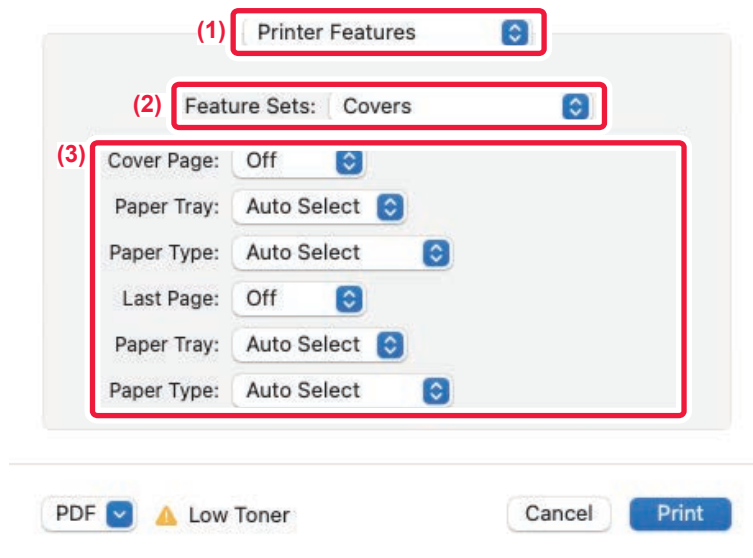 (1) Printer Features
(2) Feature Sets: Covers
(3) Cover Page: Off
Paper Tray: Auto Select
Paper Type: Auto Select
Last Page: Off
Paper Tray: Auto Select
Paper Type: Auto Select
PDF Low Toner Cancel Print